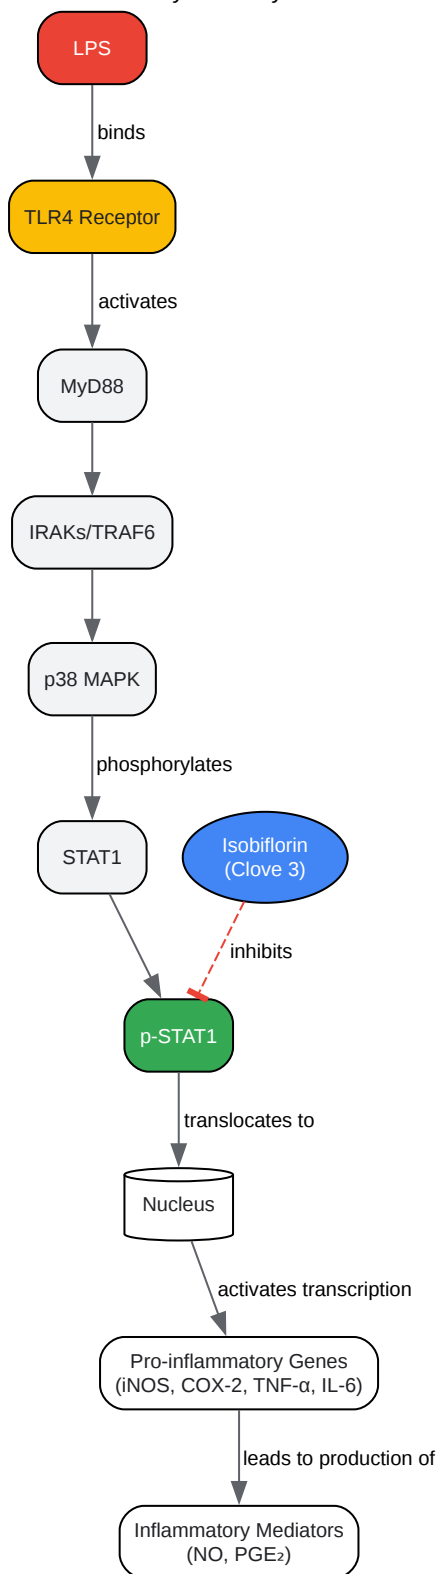 LPS
binds
TLR4 Receptor
activates
MyD88
IRAKs/TRAF6
p38 MAPK
phosphorylates
STAT1
Isobiflorin
(Clove 3)
inhibits
p-STAT1
translocates to
Nucleus
activates transcription
Pro-inflammatory Genes
(iNOS, COX-2, TNF-α, IL-6)
leads to production of
Inflammatory Mediators
(NO, PGE₂)